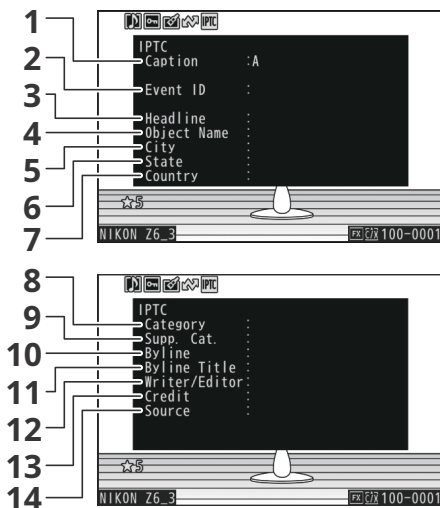 1
2
3
4
5
6
7
IPTC
IPTC
Caption :A
Event ID :
Headline :
Object Name :
City :
State :
Country :
5
NIKON Z6_3 FX 100-0001
8
9
10
11
12
13
14
IPTC
IPTC
Category :
Supp. Cat. :
Byline :
Byline Title :
Writer/Editor:
Credit :
Source :
5
NIKON Z6_3 FX 100-0001